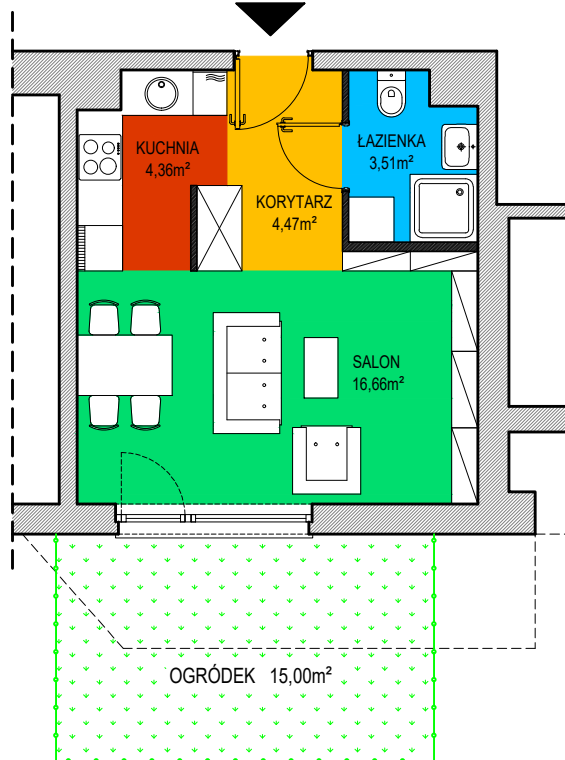 KUCHNIA
4,36m²
ŁAZIENKA
3,51m²
KORYTARZ
4,47m²
SALON
16,66m²
OGRÓDEK 15,00m²